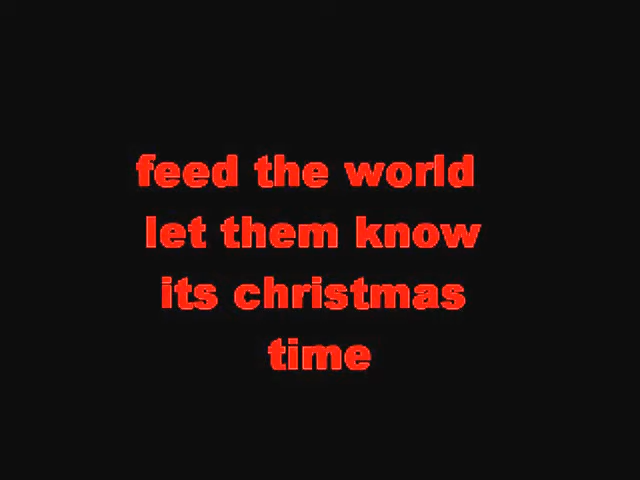 feed the world
let them know
its christmas
time